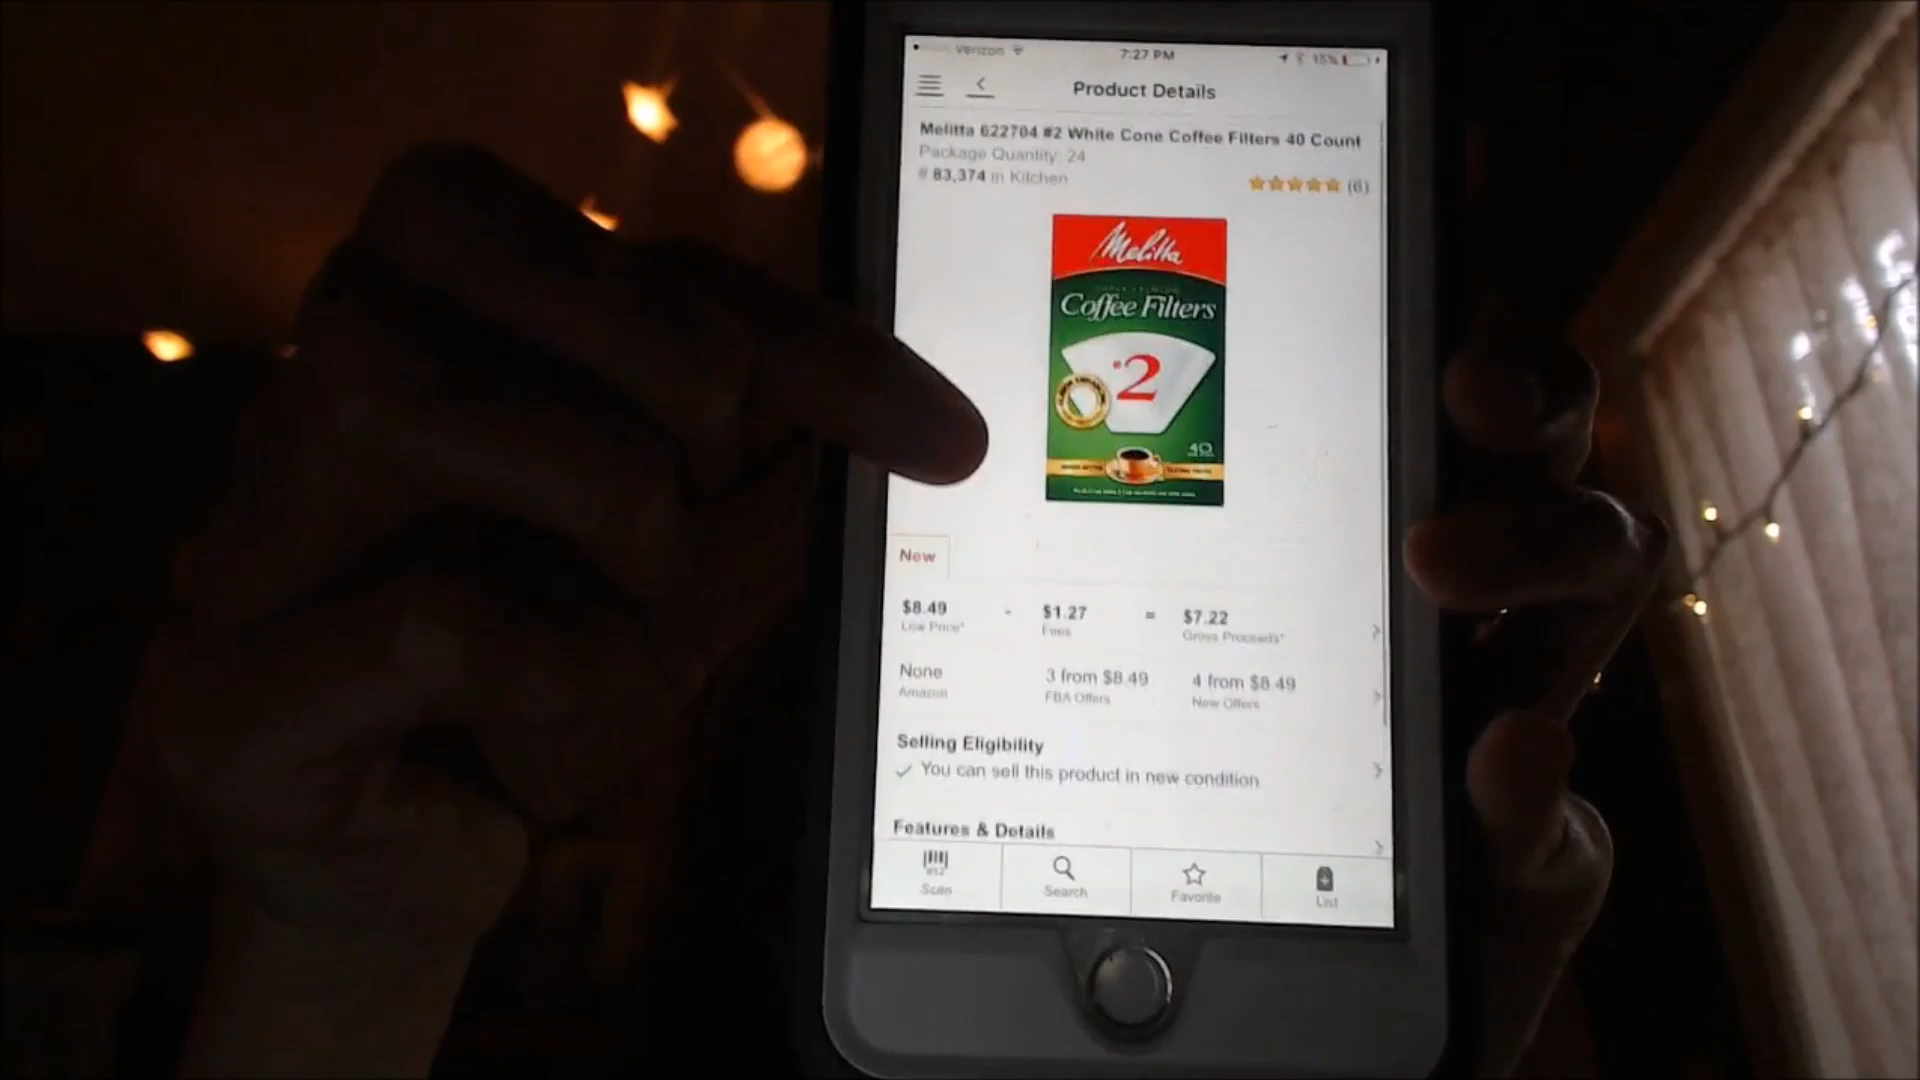 Verizon 7:27 PM 15%
Product Details
Melitta 622704 #2 White Cone Coffee Filters 40 Count
Package Quantity: 24
# 83,374 in Kitchen (6)
Melitta
Coffee Filters
#2
40
New
$8.49 - $1.27 = $7.22
Low Price* Fees Gross Proceeds*
None 3 from $8.49 4 from $8.49
Amazon FBA Offers New Offers
Selling Eligibility
You can sell this product in new condition
Features & Details
Scan Search Favorite List